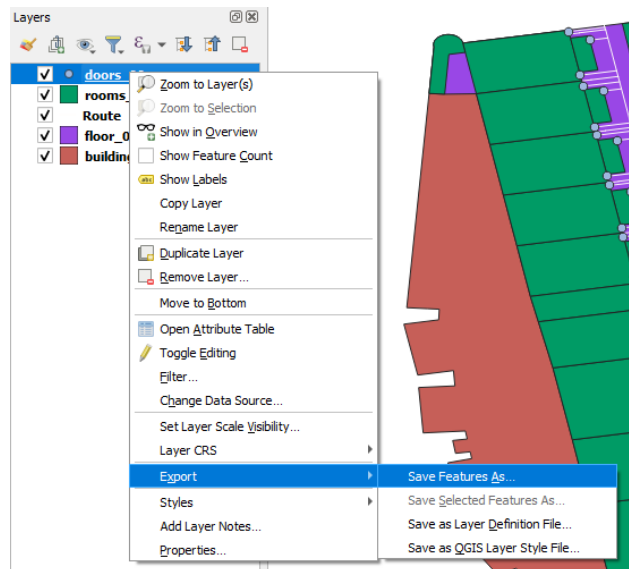 Layers
doors_
rooms_
Route
floor_0
building
Zoom to Layer(s)
Zoom to Selection
Show in Overview
Show Feature Count
abc Show Labels
Copy Layer
Rename Layer
Duplicate Layer
Remove Layer...
Move to Bottom
Open Attribute Table
Toggle Editing
Filter...
Change Data Source...
Set Layer Scale Visibility...
Layer CRS
Export
Styles
Add Layer Notes...
Properties...
Save Features As...
Save Selected Features As...
Save as Layer Definition File...
Save as QGIS Layer Style File...